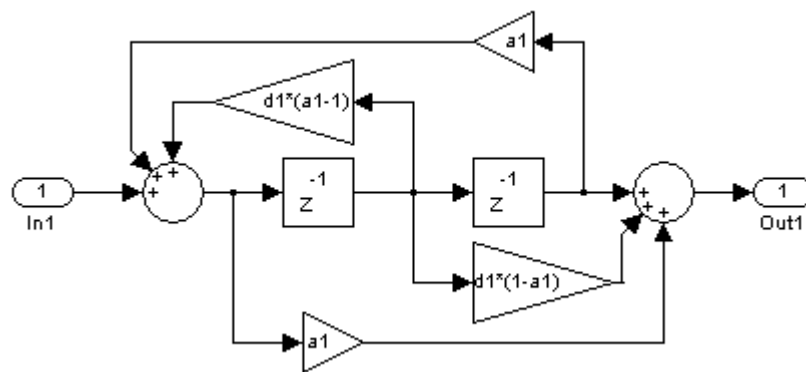 a1
d1*(a1-1)
+ +
1 + -1 Z -1 Z + 1
In1 + + Out1
d1*(1-a1)
a1